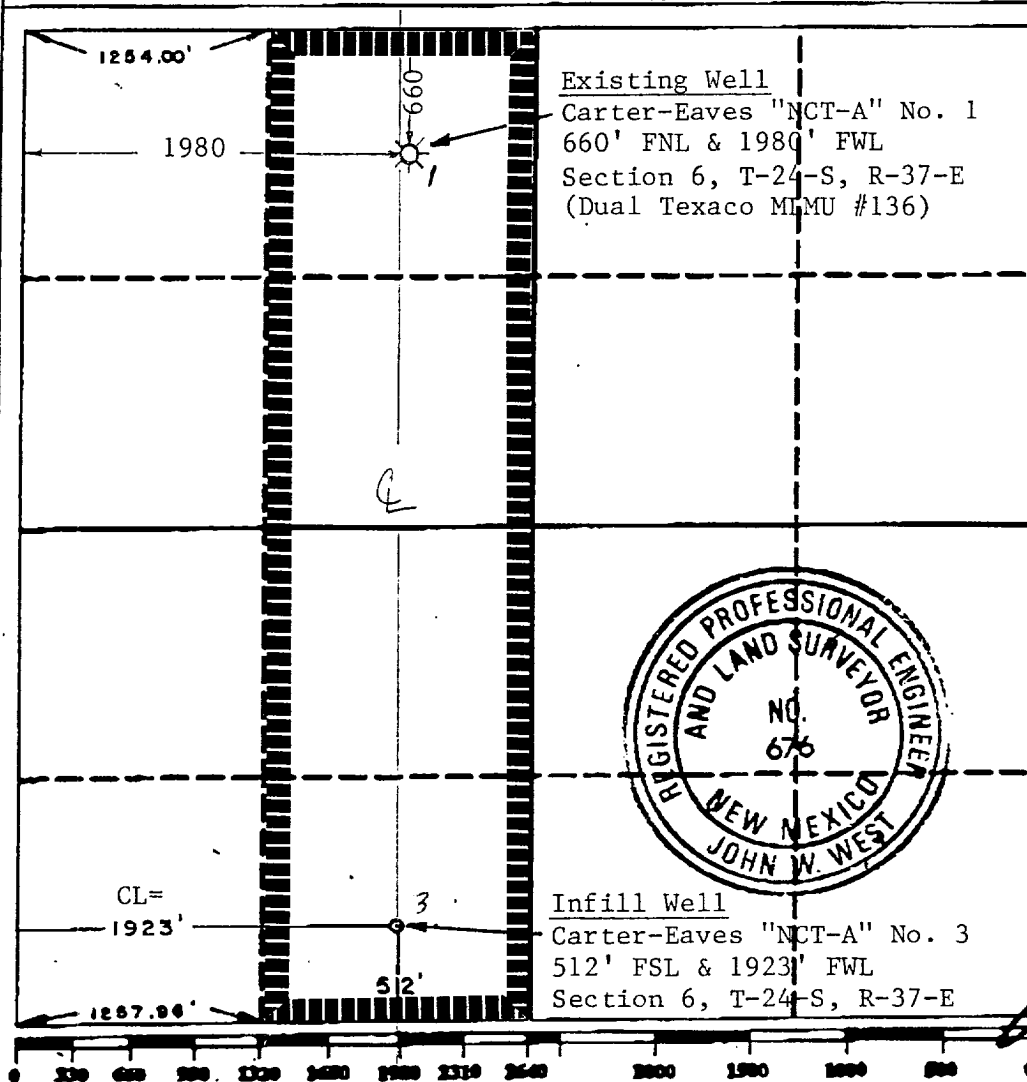 1254.00'
660
1980
1
Existing Well
Carter-Eaves "NCT-A" No. 1
660' FNL & 1980' FWL
Section 6, T-24-S, R-37-E
(Dual Texaco MLMU #136)
CL
REGISTERED PROFESSIONAL ENGINEER
AND LAND SURVEYOR
NO.
676
NEW MEXICO
JOHN W. WEST
CL=
1923'
3
512'
Infill Well
Carter-Eaves "NCT-A" No. 3
512' FSL & 1923' FWL
Section 6, T-24-S, R-37-E
1257.96'
0 330 660 1320 1980 2310 2640 2000 1500 1000 500